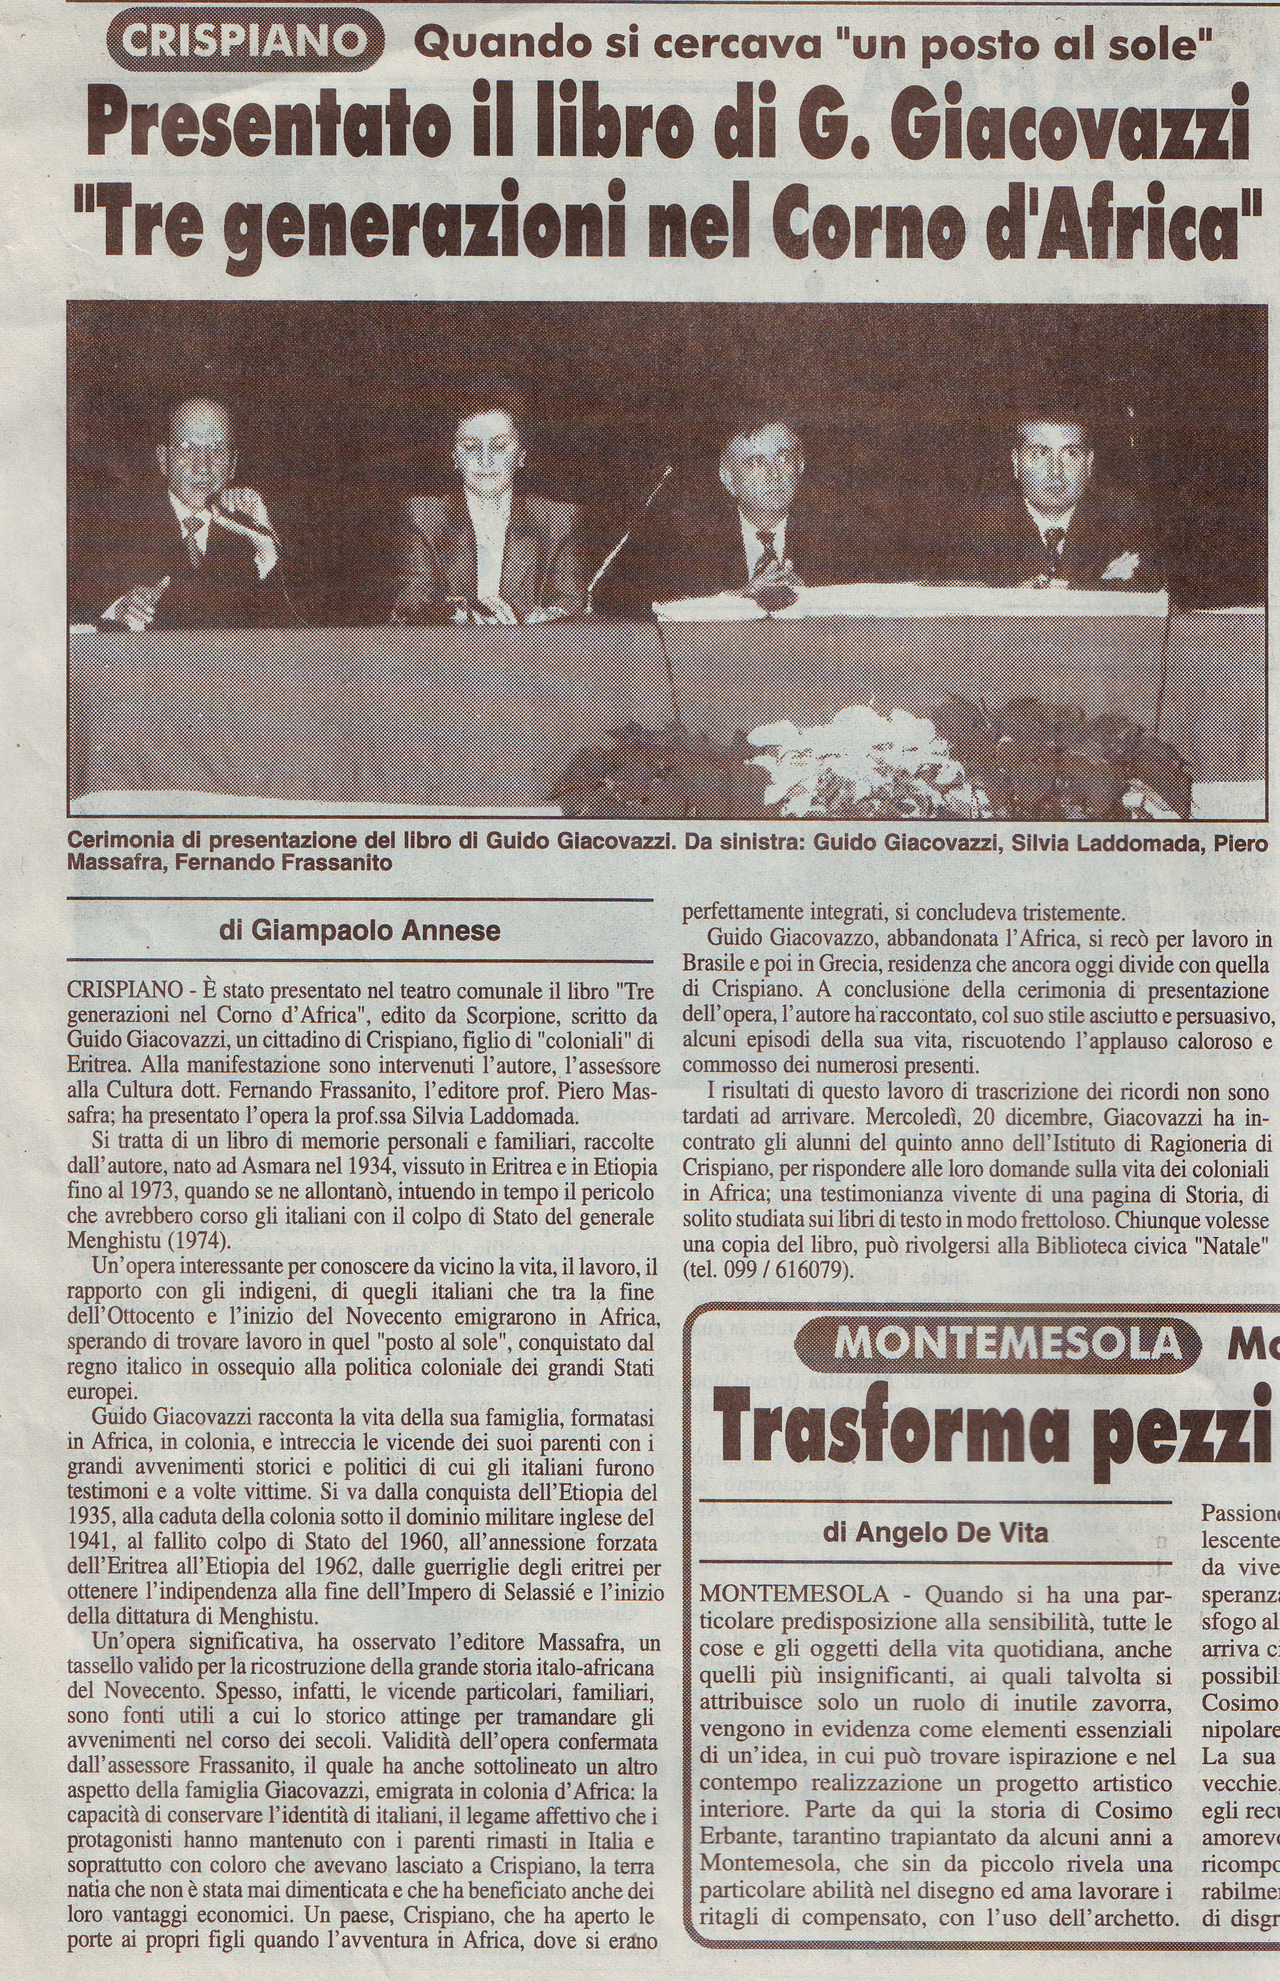 CRISPIANO Quando si cercava "un posto al sole"
Presentato il libro di G. Giacovazzi
"Tre generazioni nel Corno d'Africa"
Cerimonia di presentazione del libro di Guido Giacovazzi. Da sinistra: Guido Giacovazzi, Silvia Laddomada, Piero
Massafra, Fernando Frassanito
di Giampaolo Annese
CRISPIANO - È stato presentato nel teatro comunale il libro "Tre
generazioni nel Corno d'Africa", edito da Scorpione, scritto da
Guido Giacovazzi, un cittadino di Crispiano, figlio di "coloniali" di
Eritrea. Alla manifestazione sono intervenuti l'autore, l'assessore
alla Cultura dott. Fernando Frassanito, l'editore prof. Piero Mas-
safra; ha presentato l'opera la prof.ssa Silvia Laddomada.
Si tratta di un libro di memorie personali e familiari, raccolte
dall'autore, nato ad Asmara nel 1934, vissuto in Eritrea e in Etiopia
fino al 1973, quando se ne allontanò, intuendo in tempo il pericolo
che avrebbero corso gli italiani con il colpo di Stato del generale
Menghistu (1974).
Un'opera interessante per conoscere da vicino la vita, il lavoro, il
rapporto con gli indigeni, di quegli italiani che tra la fine
dell'Ottocento e l'inizio del Novecento emigrarono in Africa,
sperando di trovare lavoro in quel "posto al sole", conquistato dal
regno italico in ossequio alla politica coloniale dei grandi Stati
europei.
Guido Giacovazzi racconta la vita della sua famiglia, formatasi
in Africa, in colonia, e intreccia le vicende dei suoi parenti con i
grandi avvenimenti storici e politici di cui gli italiani furono
testimoni e a volte vittime. Si va dalla conquista dell'Etiopia del
1935, alla caduta della colonia sotto il dominio militare inglese del
1941, al fallito colpo di Stato del 1960, all'annessione forzata
dell'Eritrea all'Etiopia del 1962, dalle guerriglie degli eritrei per
ottenere l'indipendenza alla fine dell'Impero di Selassié e l'inizio
della dittatura di Menghistu.
Un'opera significativa, ha osservato l'editore Massafra, un
tassello valido per la ricostruzione della grande storia italo-africana
del Novecento. Spesso, infatti, le vicende particolari, familiari,
sono fonti utili a cui lo storico attinge per tramandare gli
avvenimenti nel corso dei secoli. Validità dell'opera confermata
dall'assessore Frassanito, il quale ha anche sottolineato un altro
aspetto della famiglia Giacovazzi, emigrata in colonia d'Africa: la
capacità di conservare l'identità di italiani, il legame affettivo che i
protagonisti hanno mantenuto con i parenti rimasti in Italia e
soprattutto con coloro che avevano lasciato a Crispiano, la terra
natia che non è stata mai dimenticata e che ha beneficiato anche dei
loro vantaggi economici. Un paese, Crispiano, che ha aperto le
porte ai propri figli quando l'avventura in Africa, dove si erano
perfettamente integrati, si concludeva tristemente.
Guido Giacovazzo, abbandonata l'Africa, si recò per lavoro in
Brasile e poi in Grecia, residenza che ancora oggi divide con quella
di Crispiano. A conclusione della cerimonia di presentazione
dell'opera, l'autore ha raccontato, col suo stile asciutto e persuasivo,
alcuni episodi della sua vita, riscuotendo l'applauso caloroso e
commosso dei numerosi presenti.
I risultati di questo lavoro di trascrizione dei ricordi non sono
tardati ad arrivare. Mercoledì, 20 dicembre, Giacovazzi ha in-
contrato gli alunni del quinto anno dell'Istituto di Ragioneria di
Crispiano, per rispondere alle loro domande sulla vita dei coloniali
in Africa; una testimonianza vivente di una pagina di Storia, di
solito studiata sui libri di testo in modo frettoloso. Chiunque volesse
una copia del libro, può rivolgersi alla Biblioteca civica "Natale"
(tel. 099 / 616079).
MONTEMESOLA
Trasforma pezzi
di Angelo De Vita
MONTEMESOLA - Quando si ha una par-
ticolare predisposizione alla sensibilità, tutte le
cose e gli oggetti della vita quotidiana, anche
quelli più insignificanti, ai quali talvolta si
attribuisce solo un ruolo di inutile zavorra,
vengono in evidenza come elementi essenziali
di un'idea, in cui può trovare ispirazione e nel
contempo realizzazione un progetto artistico
interiore. Parte da qui la storia di Cosimo
Erbante, tarantino trapiantato da alcuni anni a
Montemesola, che sin da piccolo rivela una
particolare abilità nel disegno ed ama lavorare i
ritagli di compensato, con l'uso dell'archetto.
Passione
lescente
da vive
speranza
sfogo al
arriva ci
possibil
Cosimo
nipolare
La sua
vecchie,
egli recu
amorevo
ricompo
rabilmen
di disgr